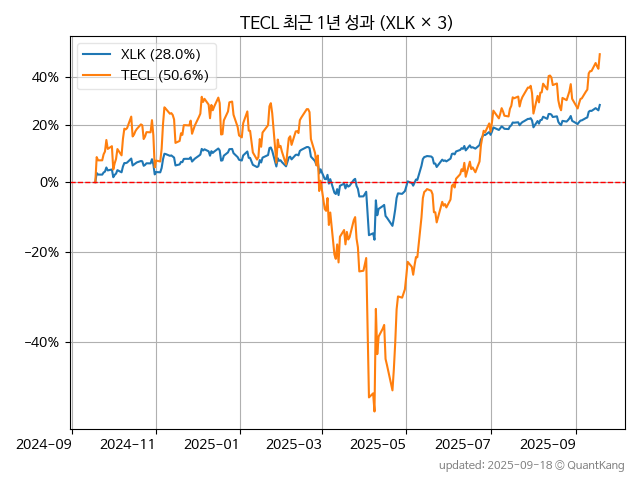 TECL 최근 1년 성과 (XLK × 3)
XLK (28.0%)
TECL (50.6%)
40%
20%
0%
−20%
−40%
2024-09 2024-11 2025-01 2025-03 2025-05 2025-07 2025-09
updated: 2025-09-18 ⓒ QuantKang